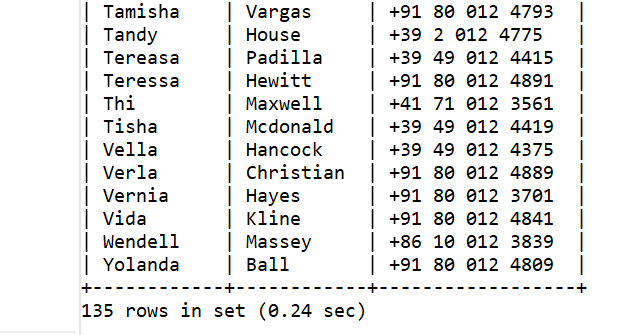 | Tamisha    | Vargas     | +91 80 012 4793  |
| Tandy      | House      | +39 2 012 4775   |
| Tereasa    | Padilla    | +39 49 012 4415  |
| Teressa    | Hewitt     | +91 80 012 4891  |
| Thi        | Maxwell    | +41 71 012 3561  |
| Tisha      | Mcdonald   | +39 49 012 4419  |
| Vella      | Hancock    | +39 49 012 4375  |
| Verla      | Christian  | +91 80 012 4889  |
| Vernia     | Hayes      | +91 80 012 3701  |
| Vida       | Kline      | +91 80 012 4841  |
| Wendell    | Massey     | +86 10 012 3839  |
| Yolanda    | Ball       | +91 80 012 4809  |
+------------+------------+------------------+
135 rows in set (0.24 sec)